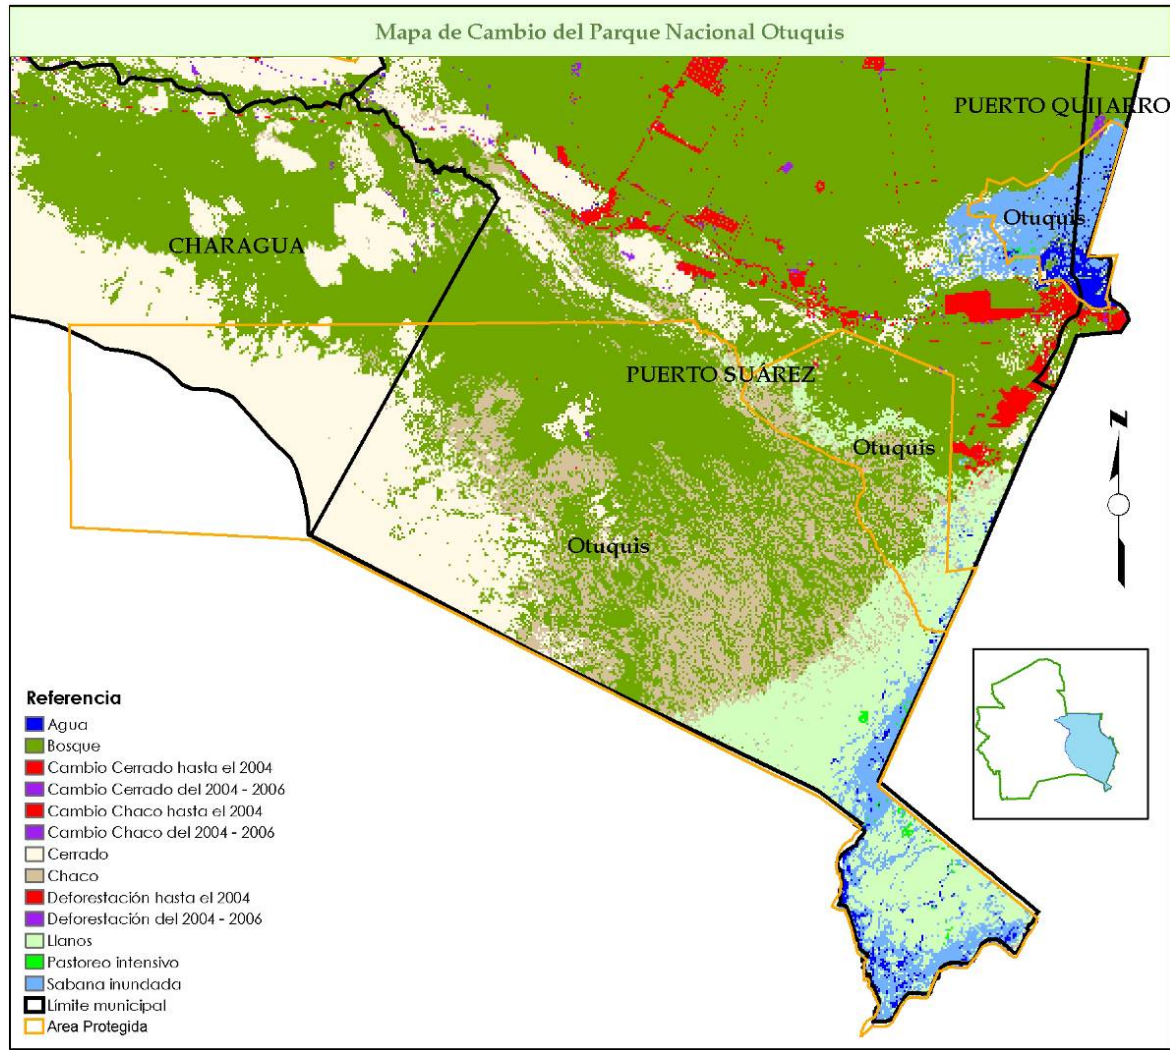 Mapa de Cambio del Parque Nacional Otuquis
PUERTO QUIJARRO
Otuquis
CHARAGUA
PUERTO SUÁREZ
Otuquis
Otuquis
N
Referencia
Agua
Bosque
Cambio Cerrado hasta el 2004
Cambio Cerrado del 2004 - 2006
Cambio Chaco hasta el 2004
Cambio Chaco del 2004 - 2006
Cerrado
Chaco
Deforestación hasta el 2004
Deforestación del 2004 - 2006
Llanos
Pastoreo intensivo
Sabana inundada
Límite municipal
Area Protegida